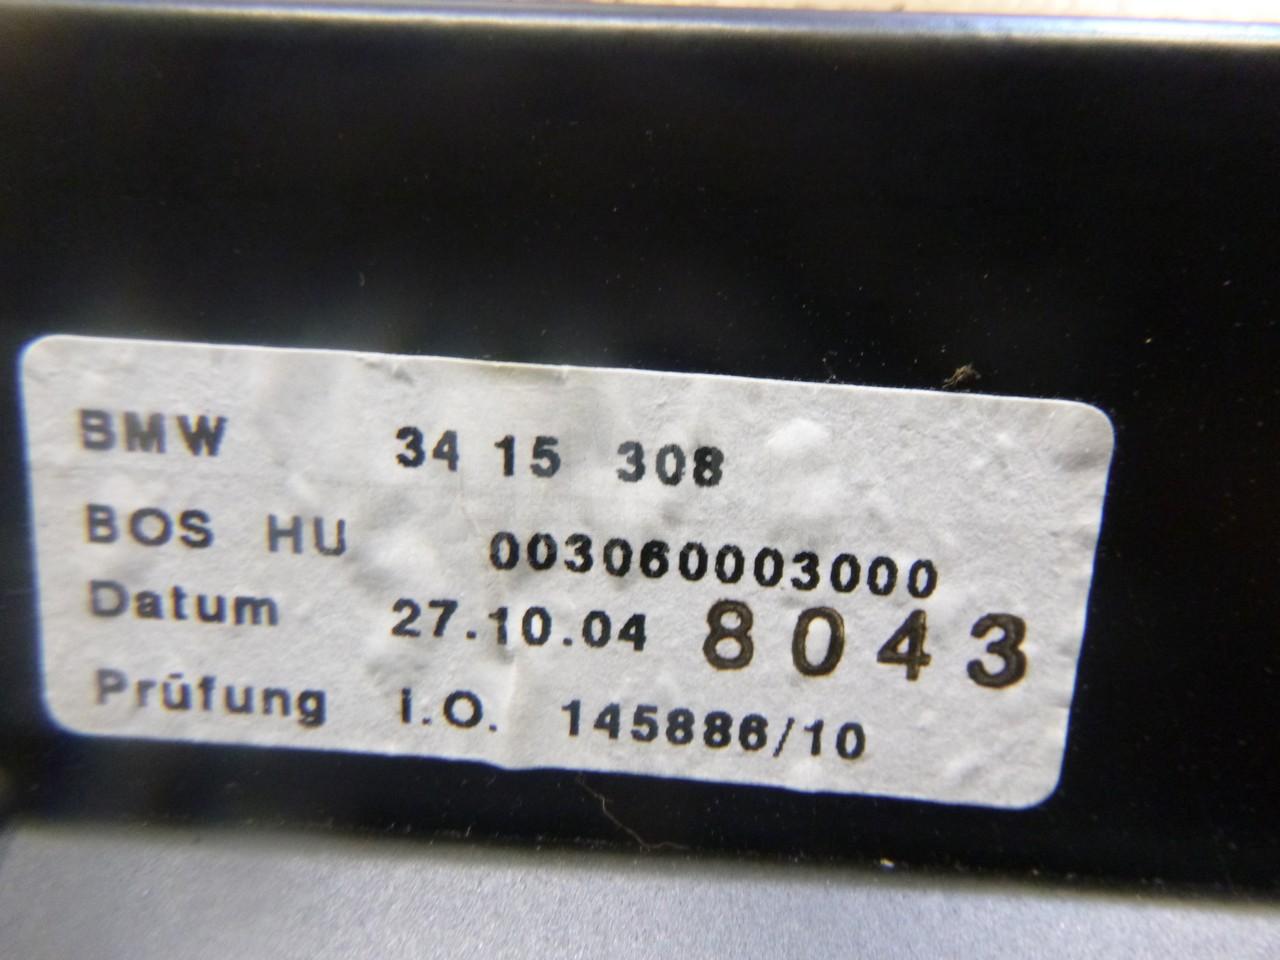 BMW 34 15 308
BOS HU 003060003000
Datum 27.10.04 8043
Prüfung i.O. 145886/10